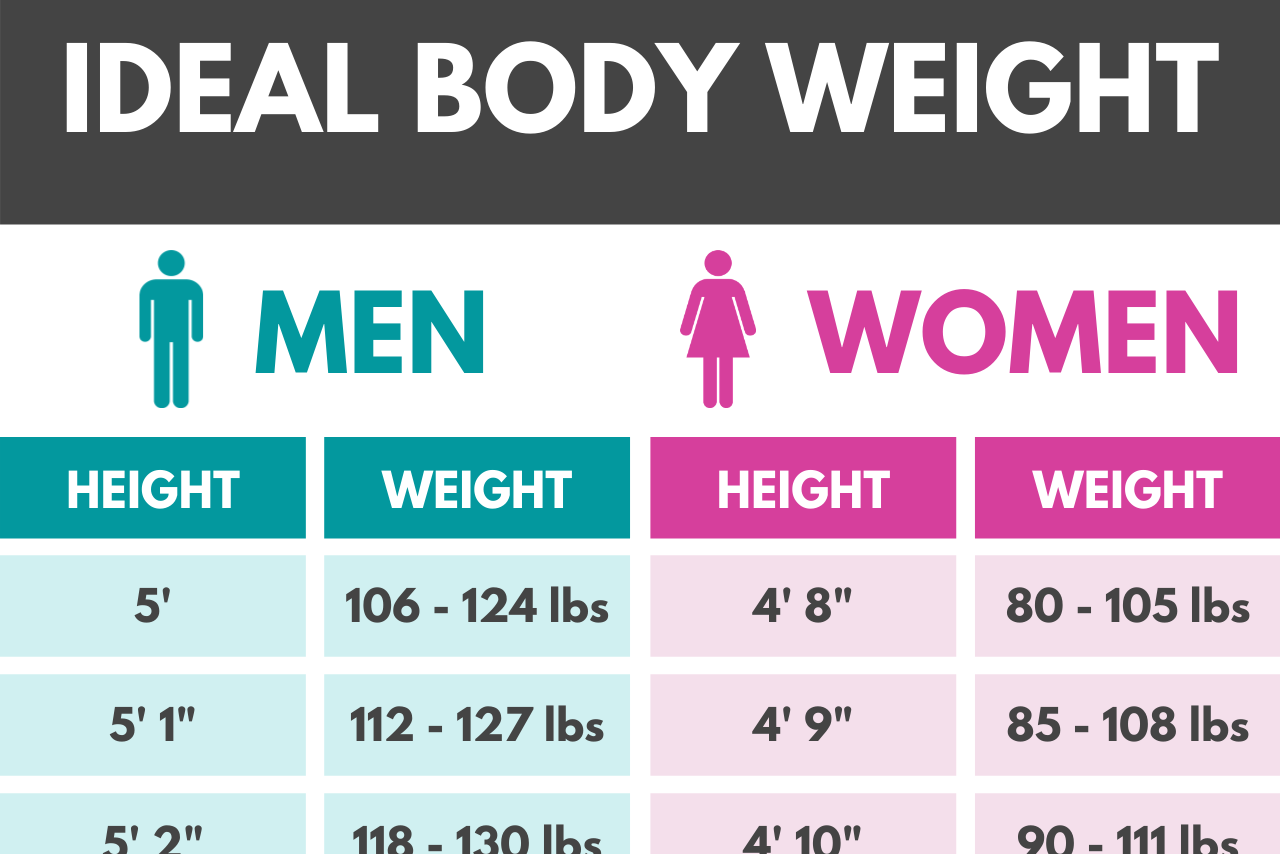 IDEAL BODY WEIGHT
MEN WOMEN
HEIGHT WEIGHT HEIGHT WEIGHT
5' 106 - 124 lbs 4' 8" 80 - 105 lbs
5' 1" 112 - 127 lbs 4' 9" 85 - 108 lbs
5' 2" 118 - 130 lbs 4' 10" 90 - 111 lbs